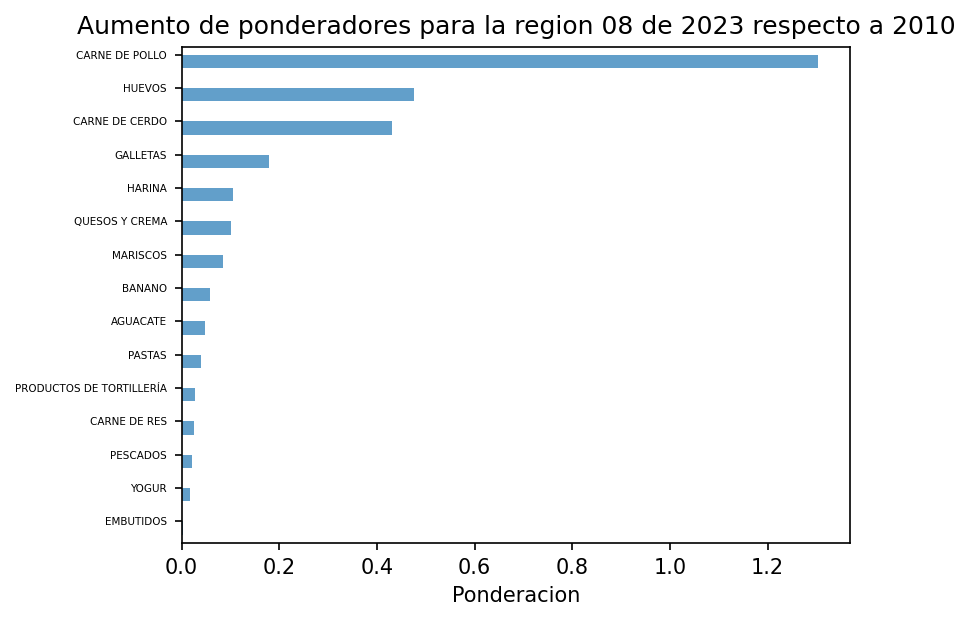 Aumento de ponderadores para la region 08 de 2023 respecto a 2010
CARNE DE POLLO
HUEVOS
CARNE DE CERDO
GALLETAS
HARINA
QUESOS Y CREMA
MARISCOS
BANANO
AGUACATE
PASTAS
PRODUCTOS DE TORTILLERÍA
CARNE DE RES
PESCADOS
YOGUR
EMBUTIDOS
0.0 0.2 0.4 0.6 0.8 1.0 1.2
Ponderacion